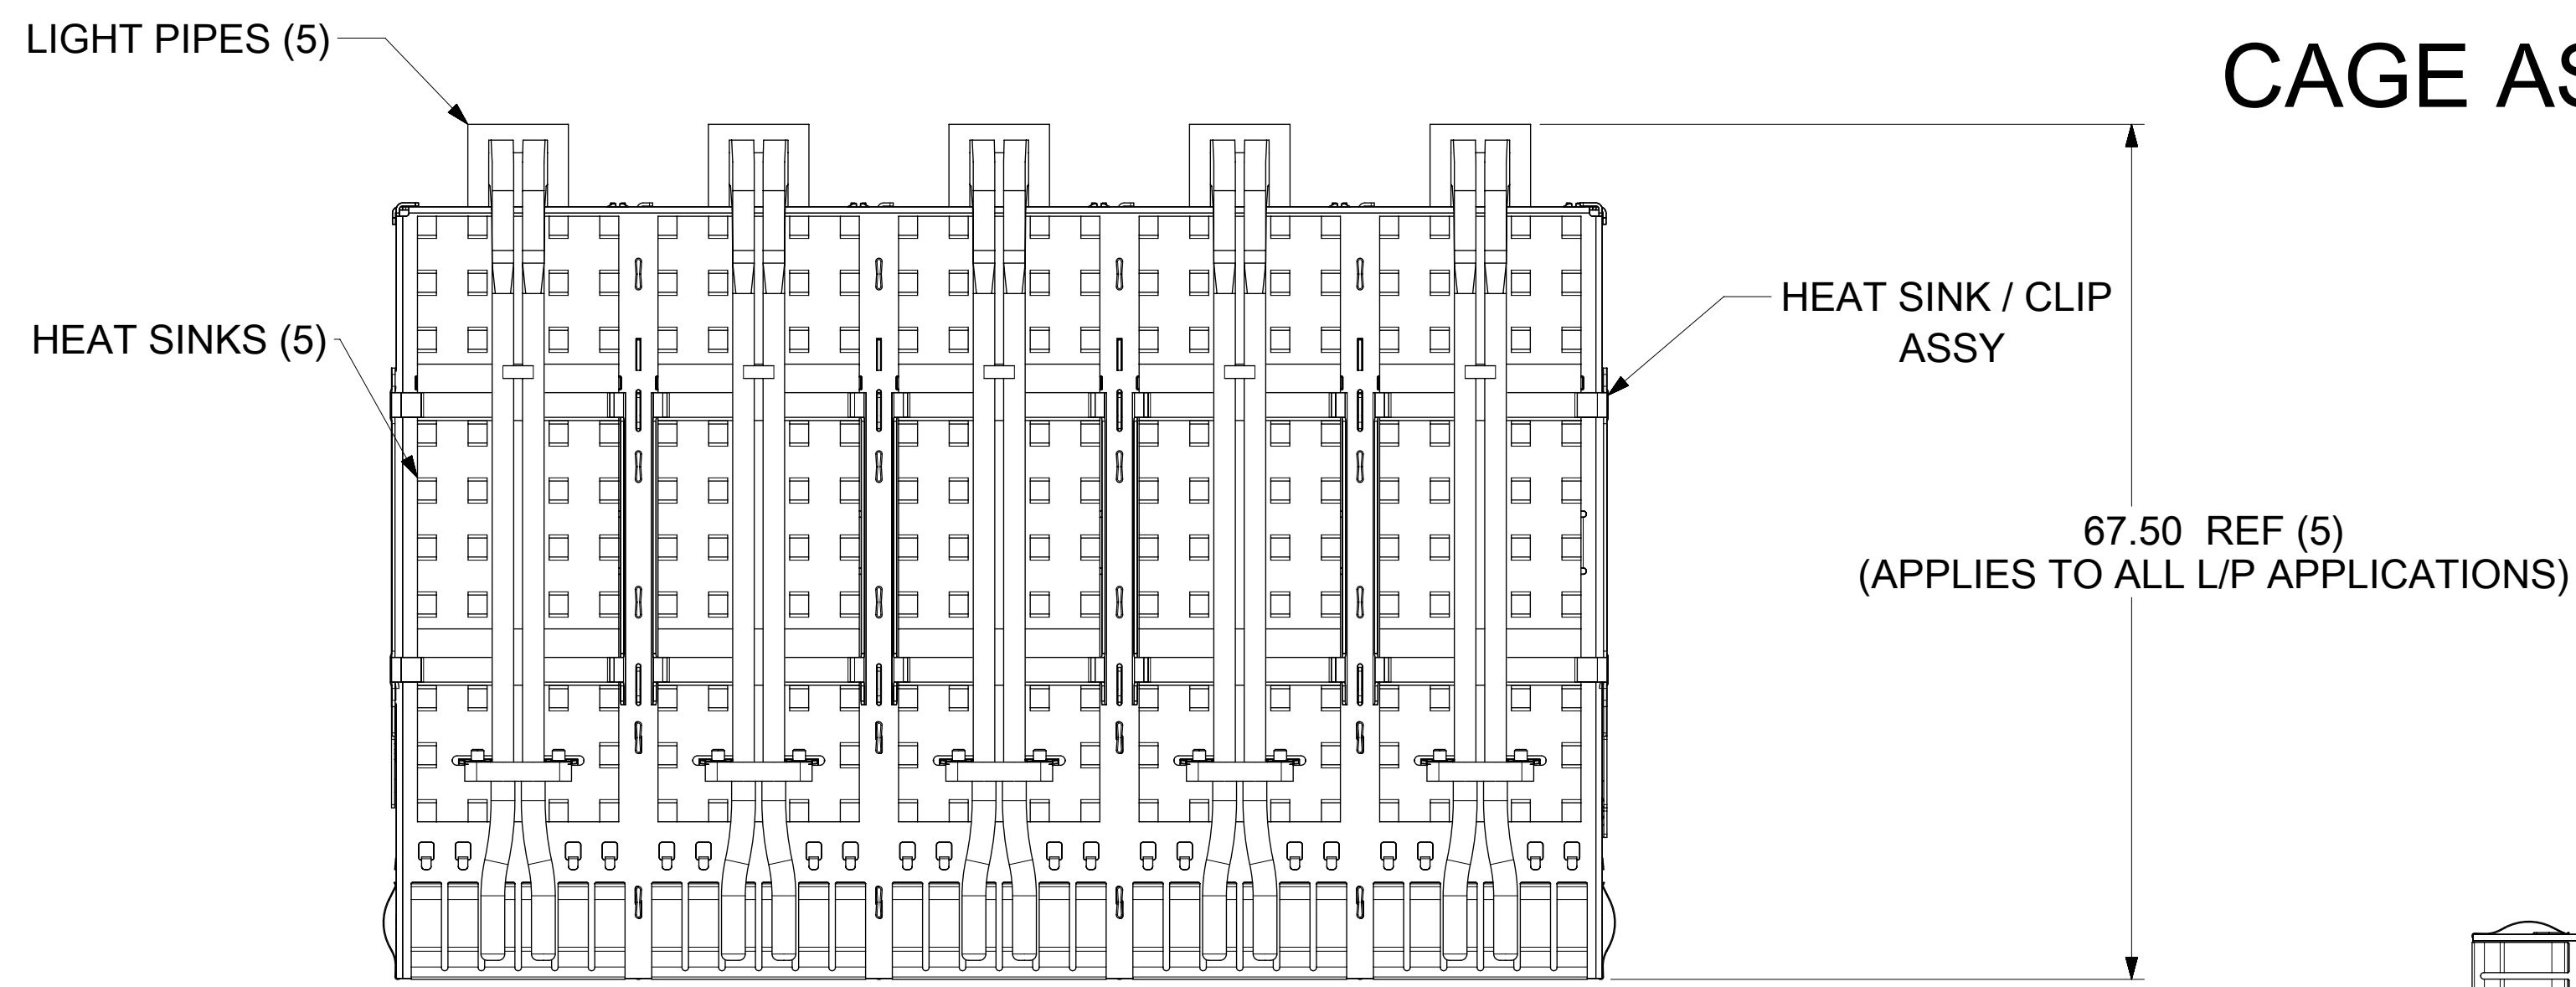 LIGHT PIPES (5)
CAGE AS
HEAT SINKS (5)
HEAT SINK / CLIP
ASSY
67.50 REF (5)
(APPLIES TO ALL L/P APPLICATIONS)